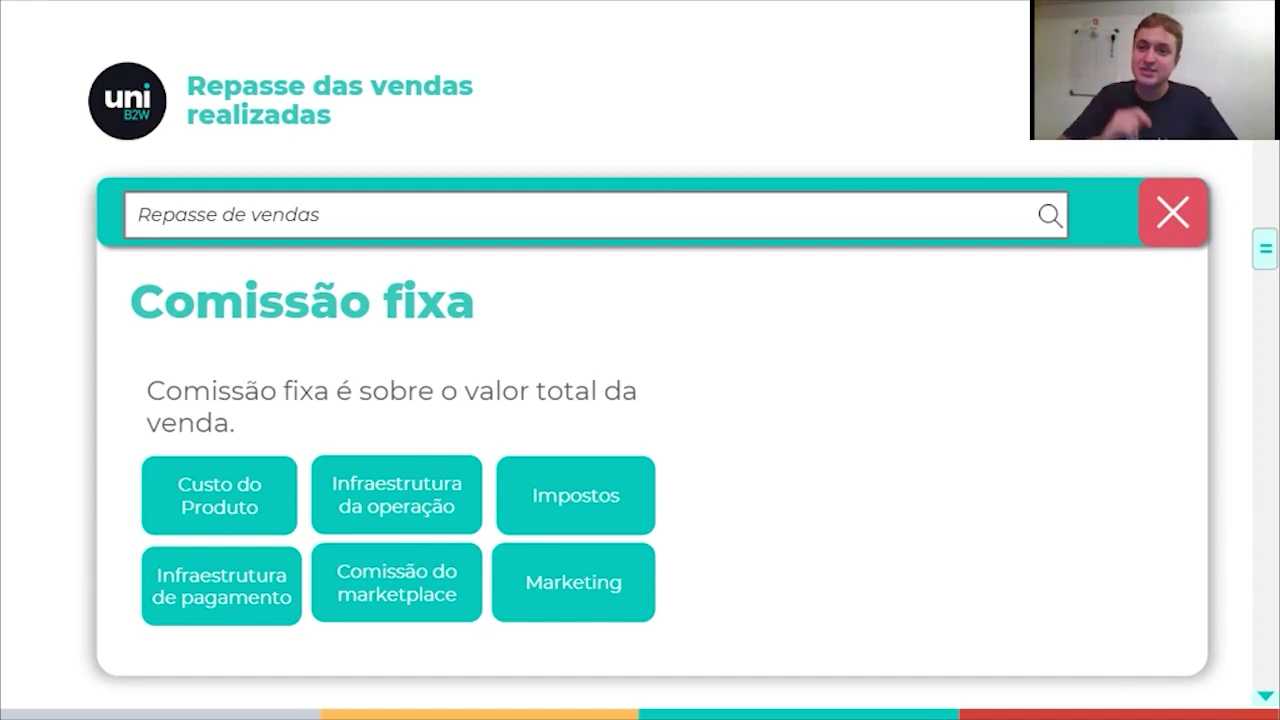 uni
B2W
Repasse das vendas
realizadas
Repasse de vendas
Comissão fixa
Comissão fixa é sobre o valor total da
venda.
Custo do
Produto
Infraestrutura
da operação
Impostos
Infraestrutura
de pagamento
Comissão do
marketplace
Marketing